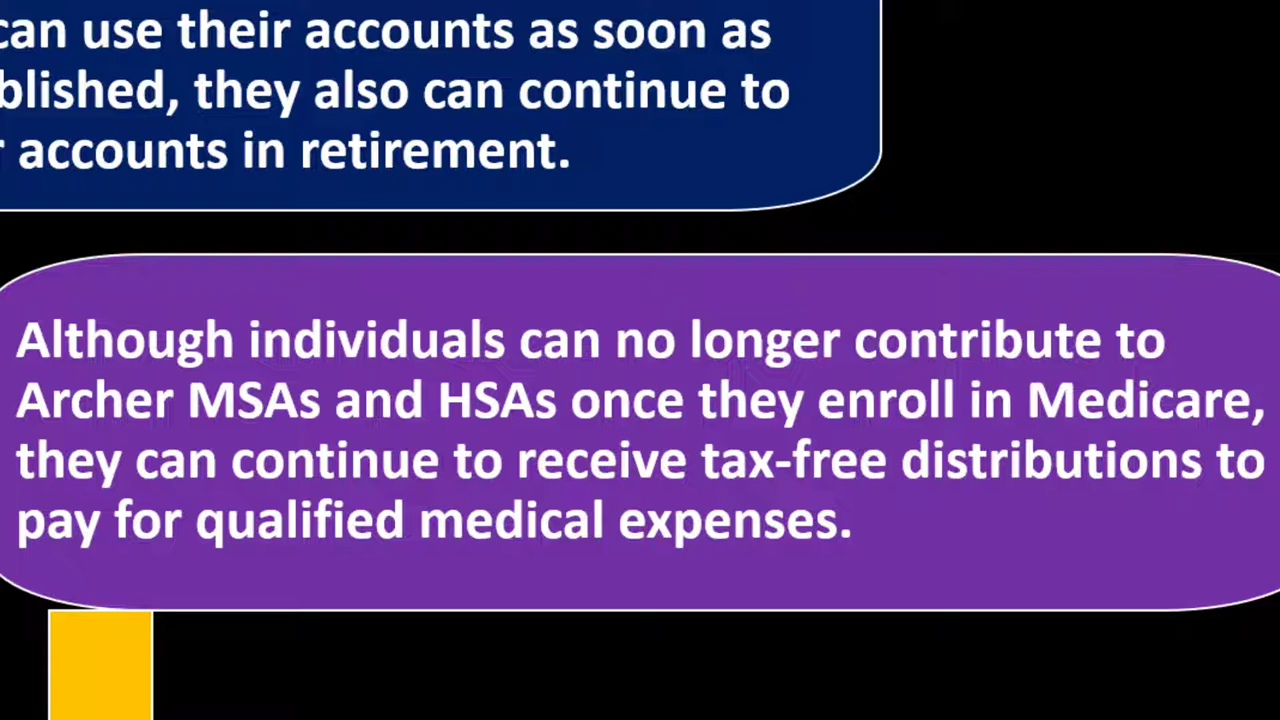 can use their accounts as soon as
they also can continue to
accounts in retirement.
Although individuals can no longer contribute to
Archer MSAs and HSAs once they enroll in Medicare,
they can continue to receive tax-free distributions to
pay for qualified medical expenses.